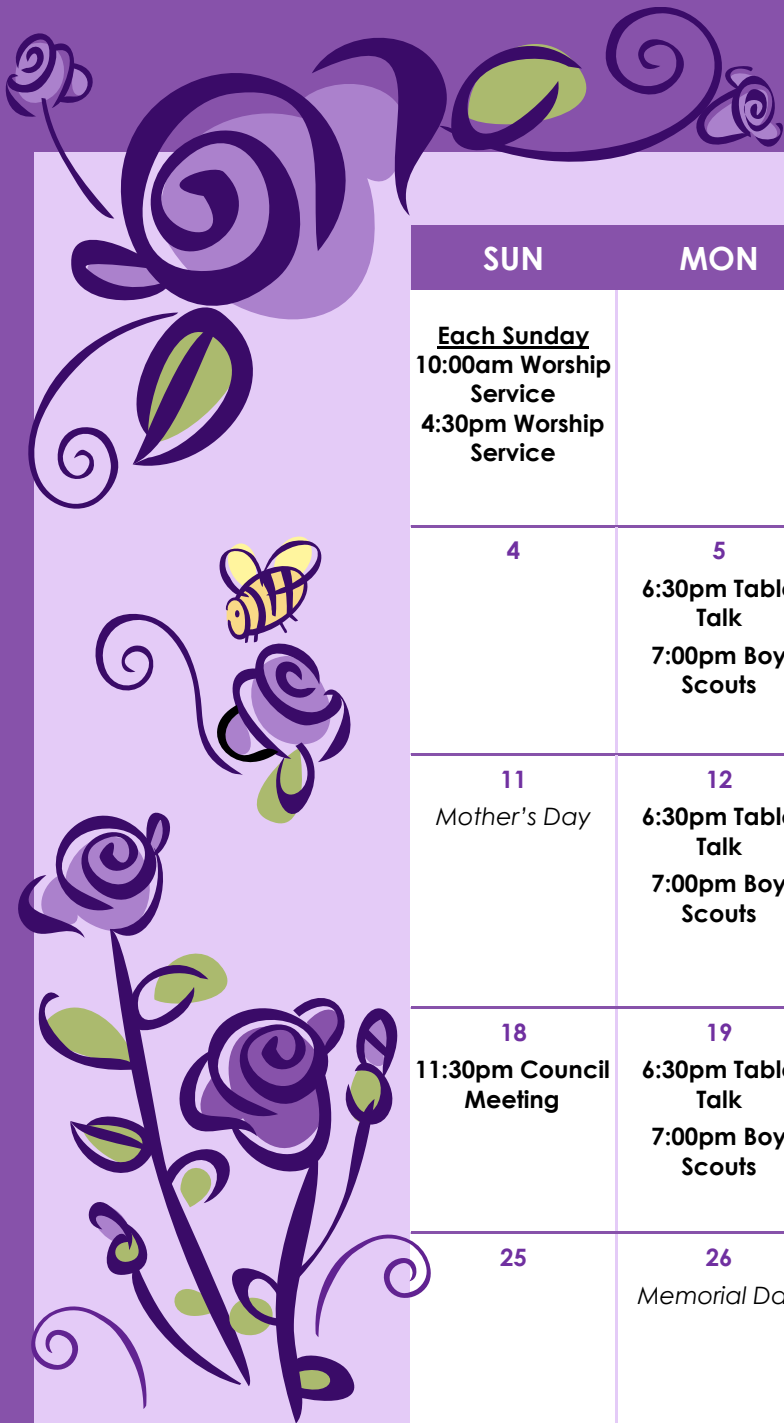 SUN MON
Each Sunday
10:00am Worship
Service
4:30pm Worship
Service
4
5
6:30pm Table
Talk
7:00pm Boy
Scouts
11
Mother's Day
12
6:30pm Table
Talk
7:00pm Boy
Scouts
18
11:30pm Council
Meeting
19
6:30pm Table
Talk
7:00pm Boy
Scouts
25
26
Memorial Da